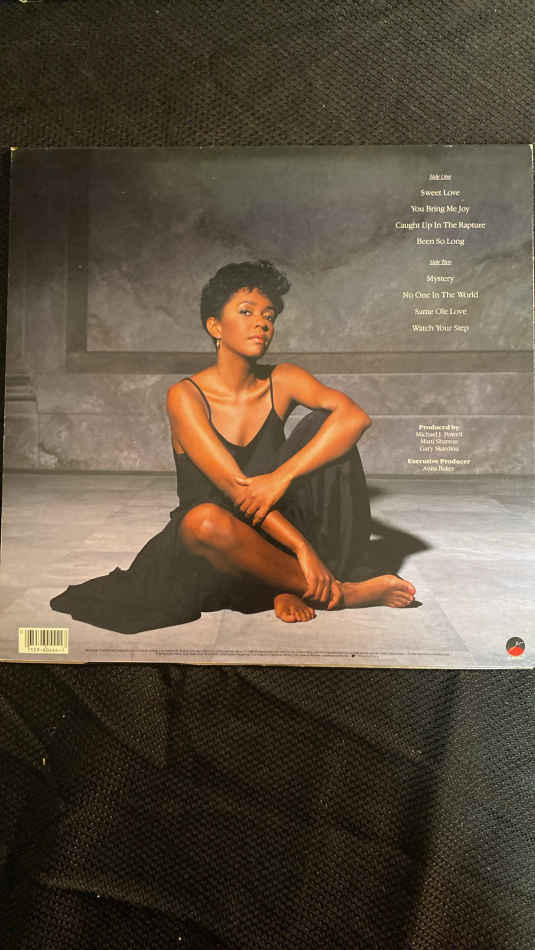 Side One
Sweet Love
You Bring Me Joy
Caught Up In The Rapture
Been So Long
Side Two
Mystery
No One In The World
Same Ole Love
Watch Your Step
Produced by
Michael J. Powell
Marti Sharron
Gary Skardina
Executive Producer
Anita Baker